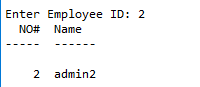 Enter Employee ID: 2
NO#  Name
-----  ------
2  admin2